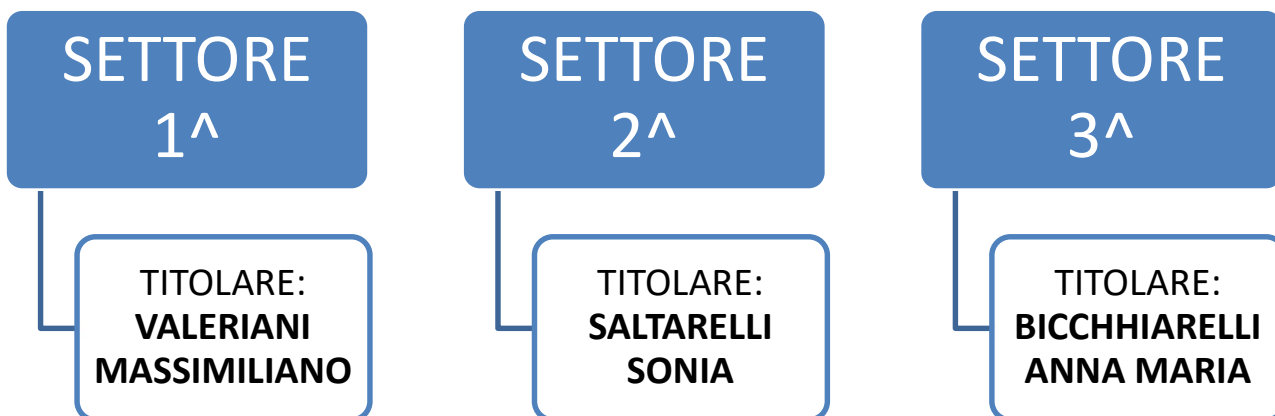 SETTORE
1^
SETTORE
2^
SETTORE
3^
TITOLARE:
VALERIANI
MASSIMILIANO
TITOLARE:
SALTARELLI
SONIA
TITOLARE:
BICCHHIARELLI
ANNA MARIA